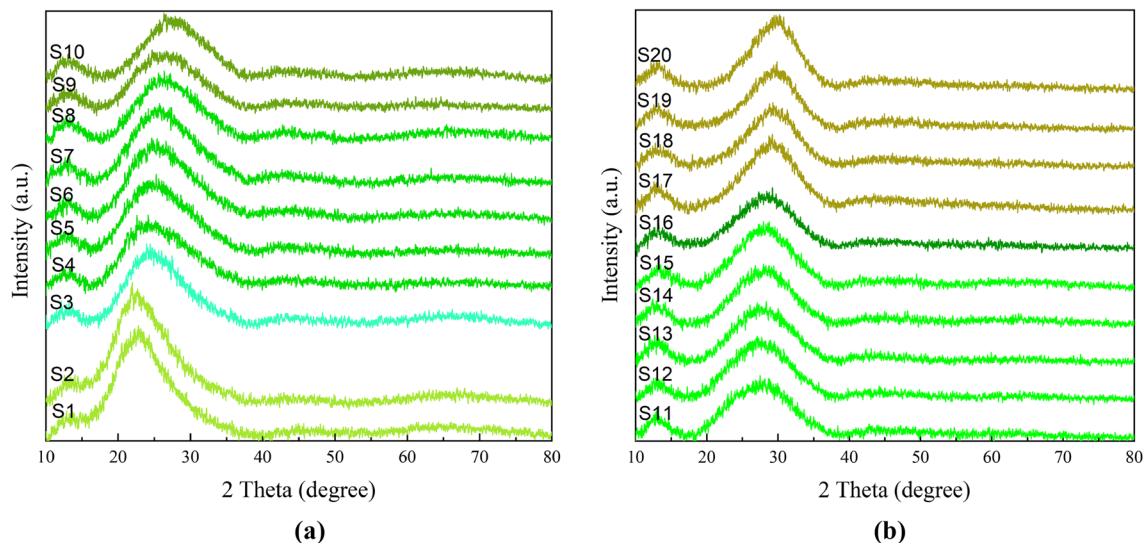 S10
S9
S8
S7
S6
S5
S4
S3
S2
S1
Intensity (a.u.)
10 20 30 40 50 60 70 80
2 Theta (degree)
(a)
S20
S19
S18
S17
S16
S15
S14
S13
S12
S11
Intensity (a.u.)
10 20 30 40 50 60 70 80
2 Theta (degree)
(b)